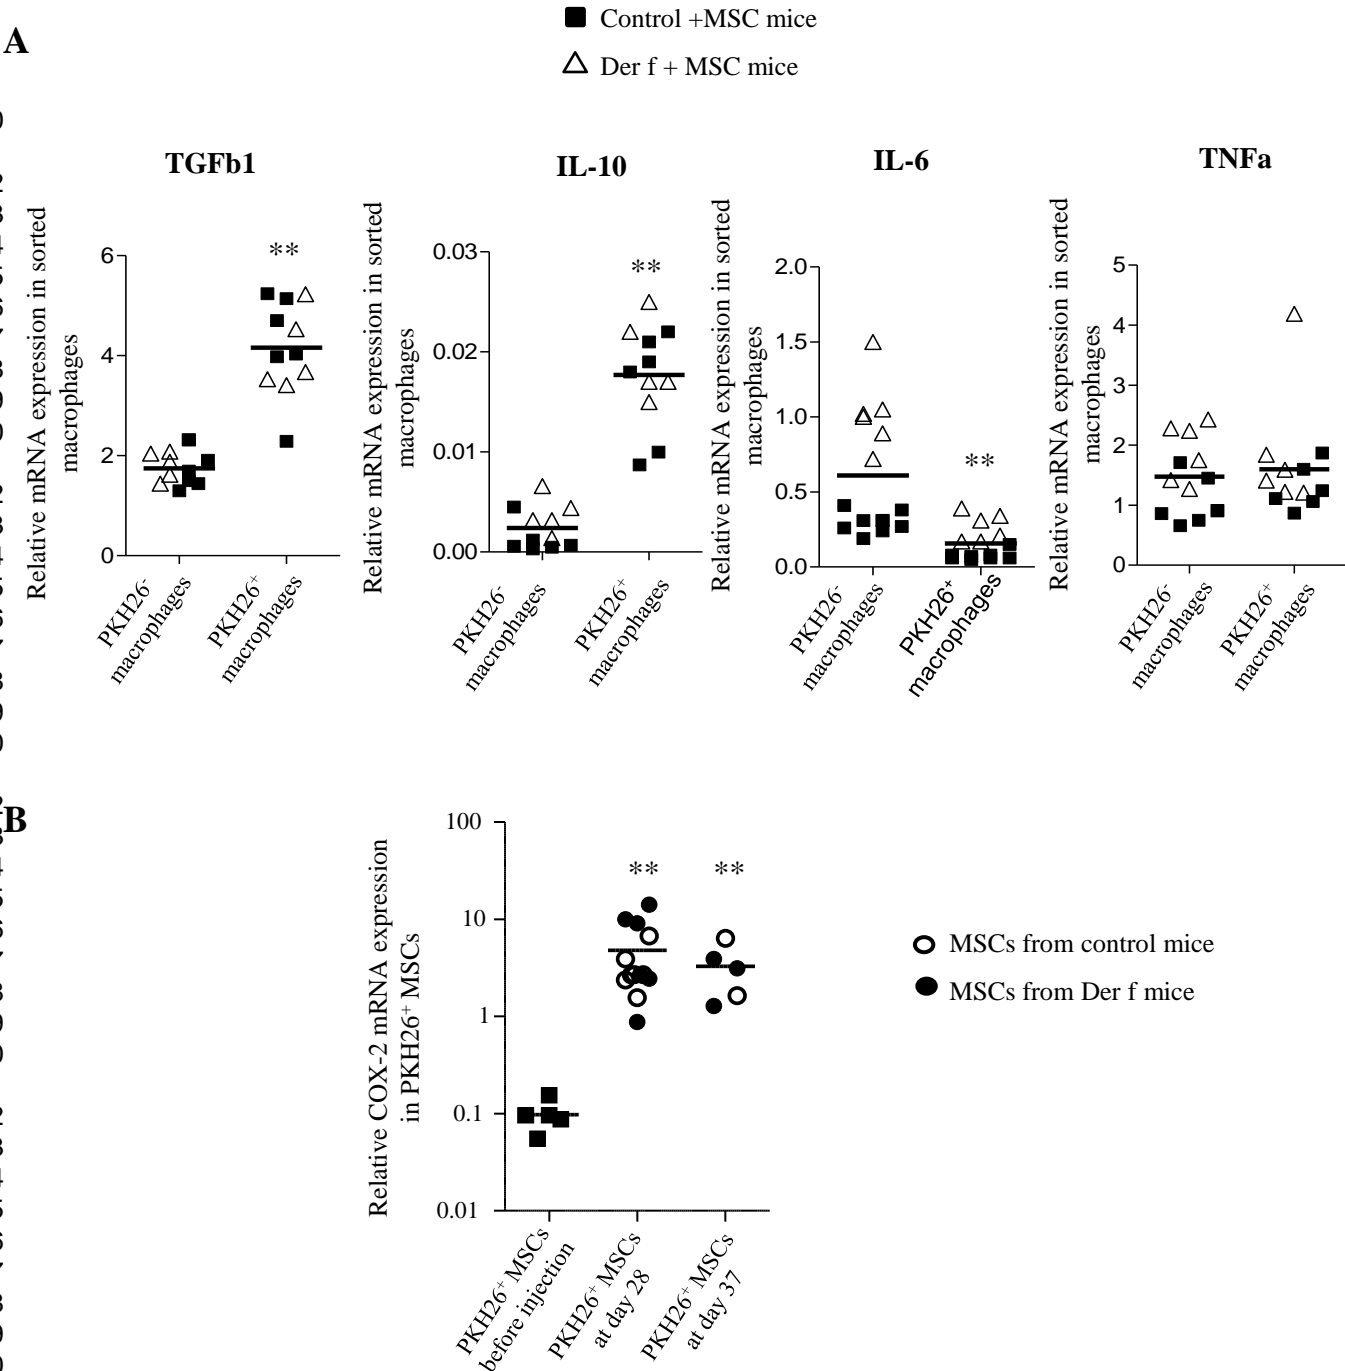 Control +MSC mice
A
Der f + MSC mice
TGFb1
IL-10
IL-6
TNFa
Relative mRNA expression in sorted
macrophages
6
4
2
0
**
PKH26-
macrophages
PKH26+
macrophages
Relative mRNA expression in sorted
macrophages
0.03
0.02
0.01
0.00
**
PKH26-
macrophages
PKH26+
macrophages
Relative mRNA expression in sorted
macrophages
2.0
1.5
1.0
0.5
0.0
**
PKH26-
macrophages
PKH26+
macrophages
Relative mRNA expression in sorted
macrophages
5
4
3
2
1
0
PKH26-
macrophages
PKH26+
macrophages
B
Relative COX-2 mRNA expression
in PKH26+ MSCs
100
10
1
0.1
0.01
**
**
PKH26+ MSCs
before injection
PKH26+ MSCs
at day 28
PKH26+ MSCs
at day 37
MSCs from control mice
MSCs from Der f mice